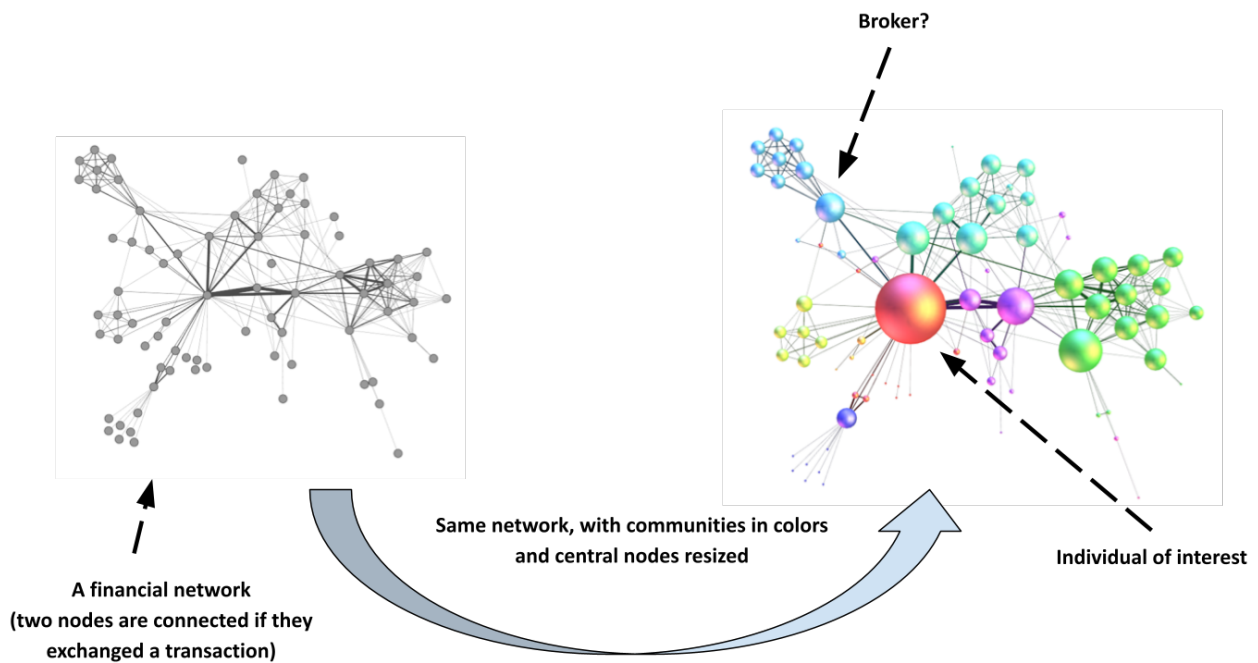 Broker?
Same network, with communities in colors
and central nodes resized
Individual of interest
A financial network
(two nodes are connected if they
exchanged a transaction)